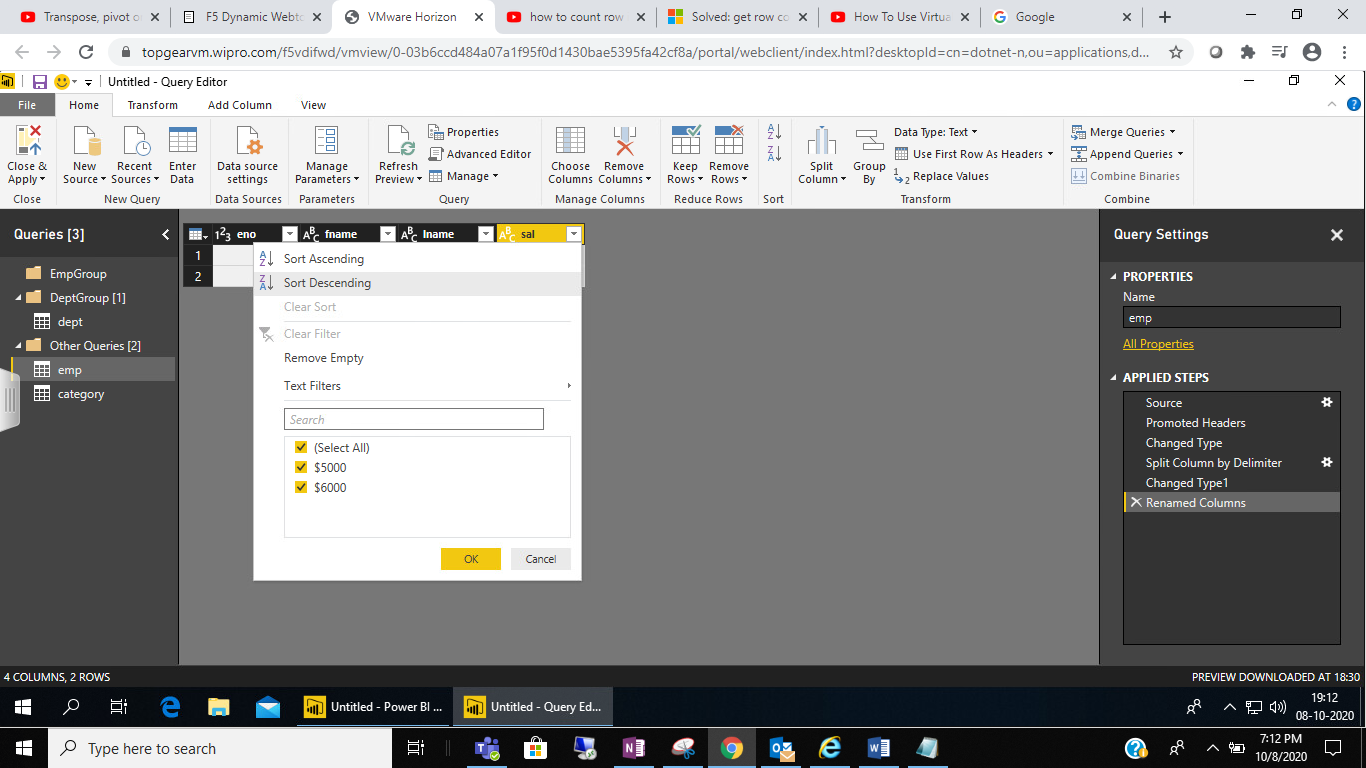 Transpose, pivot o
F5 Dynamic Webto
VMware Horizon
how to count row
Solved: get row co
How To Use Virtua
Google
topgearvm.wipro.com/f5vdifwd/vmview/0-03b6ccd484a07a1f95f0d1430bae5395fa42cf8a/portal/webclient/index.html?desktopId=cn=dotnet-n,ou=applications,d...
Untitled - Query Editor
File Home Transform Add Column View
Close & Apply
New Source
Recent Sources
Enter Data
Data source settings
Manage Parameters
Refresh Preview
Properties
Advanced Editor
Manage
Choose Columns
Remove Columns
Keep Rows
Remove Rows
Split Column
Group By
Data Type: Text
Use First Row As Headers
Replace Values
Merge Queries
Append Queries
Combine Binaries
Close New Query Data Sources Parameters Query Manage Columns Reduce Rows Sort Transform Combine
Queries [3]
EmpGroup
DeptGroup [1]
dept
Other Queries [2]
emp
category
123 eno ABC fname ABC lname ABC sal
1
2
Sort Ascending
Sort Descending
Clear Sort
Clear Filter
Remove Empty
Text Filters
Search
(Select All)
$5000
$6000
OK Cancel
Query Settings
PROPERTIES
Name
emp
All Properties
APPLIED STEPS
Source
Promoted Headers
Changed Type
Split Column by Delimiter
Changed Type1
Renamed Columns
4 COLUMNS, 2 ROWS
PREVIEW DOWNLOADED AT 18:30
Untitled - Power BI ...
Untitled - Query Ed...
19:12
08-10-2020
Type here to search
7:12 PM
10/8/2020